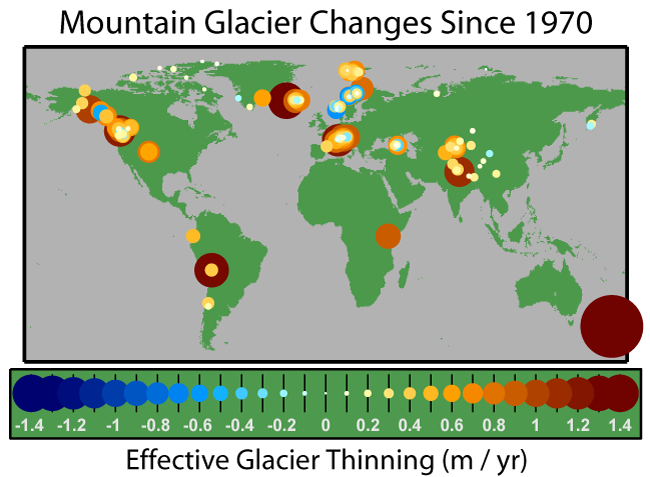 Mountain Glacier Changes Since 1970
-1.4 -1.2 -1 -0.8 -0.6 -0.4 -0.2 0 0.2 0.4 0.6 0.8 1 1.2 1.4
Effective Glacier Thinning (m / yr)